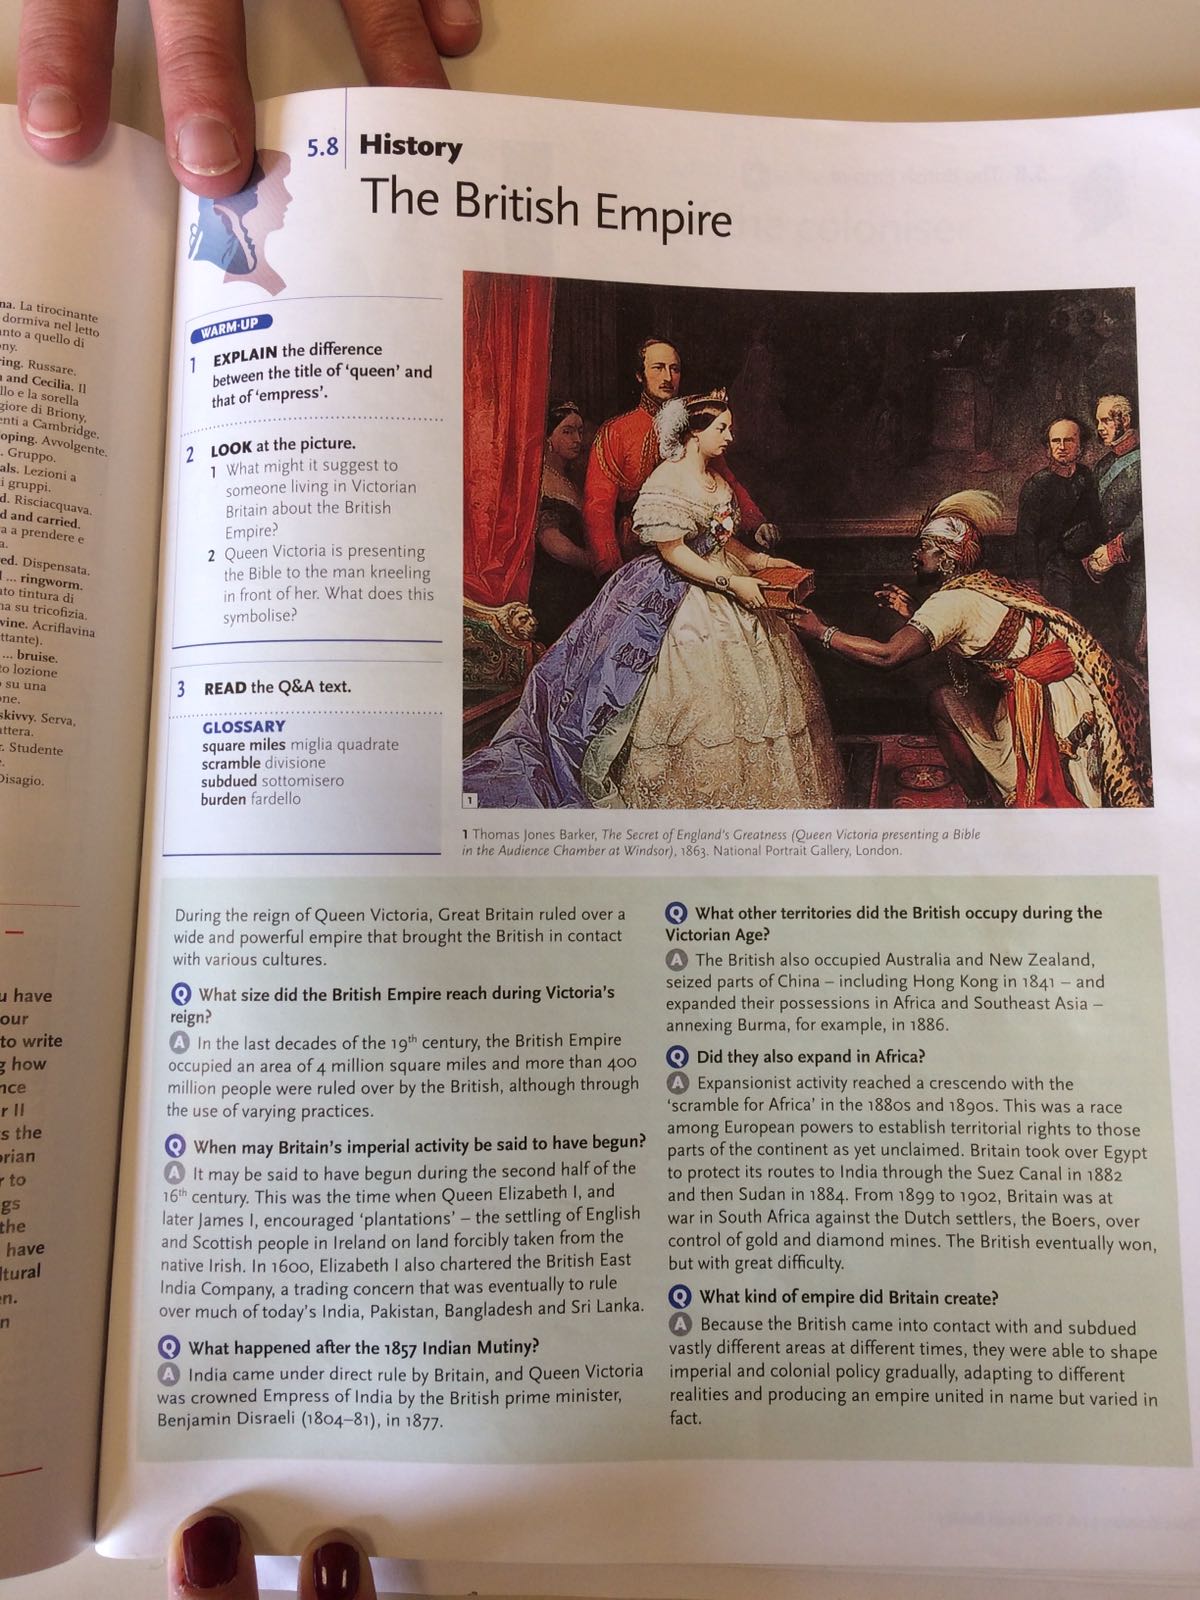 na. La tirocinante
dormiva nel letto
anto a quello di
ny.
ring. Russare.
and Cecilia. Il
llo e la sorella
giore di Briony,
enti a Cambridge.
oping. Avvolgente.
. Gruppo.
als. Lezioni a
i gruppi.
d. Risciacquava.
d and carried.
va a prendere e
a.
ed. Dispensata.
... ringworm.
to tintura di
na su tricofizia.
vine. Acriflavina
ttante).
... bruise.
to lozione
su una
one.
skivvy. Serva,
attera.
r. Studente
e.
Disagio.
u have
our
to write
g how
nce
r II
s the
orian
r to
gs
the
have
ltural
en.
n
5.8 History
The British Empire
WARM-UP
1 EXPLAIN the difference
between the title of 'queen' and
that of 'empress'.
2 LOOK at the picture.
1 What might it suggest to
someone living in Victorian
Britain about the British
Empire?
2 Queen Victoria is presenting
the Bible to the man kneeling
in front of her. What does this
symbolise?
3 READ the Q&A text.
GLOSSARY
square miles miglia quadrate
scramble divisione
subdued sottomisero
burden fardello
1
1 Thomas Jones Barker, The Secret of England's Greatness (Queen Victoria presenting a Bible
in the Audience Chamber at Windsor), 1863. National Portrait Gallery, London.
During the reign of Queen Victoria, Great Britain ruled over a
wide and powerful empire that brought the British in contact
with various cultures.
Q What size did the British Empire reach during Victoria's
reign?
A In the last decades of the 19th century, the British Empire
occupied an area of 4 million square miles and more than 400
million people were ruled over by the British, although through
the use of varying practices.
Q When may Britain's imperial activity be said to have begun?
A It may be said to have begun during the second half of the
16th century. This was the time when Queen Elizabeth I, and
later James I, encouraged 'plantations' – the settling of English
and Scottish people in Ireland on land forcibly taken from the
native Irish. In 1600, Elizabeth I also chartered the British East
India Company, a trading concern that was eventually to rule
over much of today's India, Pakistan, Bangladesh and Sri Lanka.
Q What happened after the 1857 Indian Mutiny?
A India came under direct rule by Britain, and Queen Victoria
was crowned Empress of India by the British prime minister,
Benjamin Disraeli (1804–81), in 1877.
Q What other territories did the British occupy during the
Victorian Age?
A The British also occupied Australia and New Zealand,
seized parts of China – including Hong Kong in 1841 – and
expanded their possessions in Africa and Southeast Asia –
annexing Burma, for example, in 1886.
Q Did they also expand in Africa?
A Expansionist activity reached a crescendo with the
'scramble for Africa' in the 1880s and 1890s. This was a race
among European powers to establish territorial rights to those
parts of the continent as yet unclaimed. Britain took over Egypt
to protect its routes to India through the Suez Canal in 1882
and then Sudan in 1884. From 1899 to 1902, Britain was at
war in South Africa against the Dutch settlers, the Boers, over
control of gold and diamond mines. The British eventually won,
but with great difficulty.
Q What kind of empire did Britain create?
A Because the British came into contact with and subdued
vastly different areas at different times, they were able to shape
imperial and colonial policy gradually, adapting to different
realities and producing an empire united in name but varied in
fact.